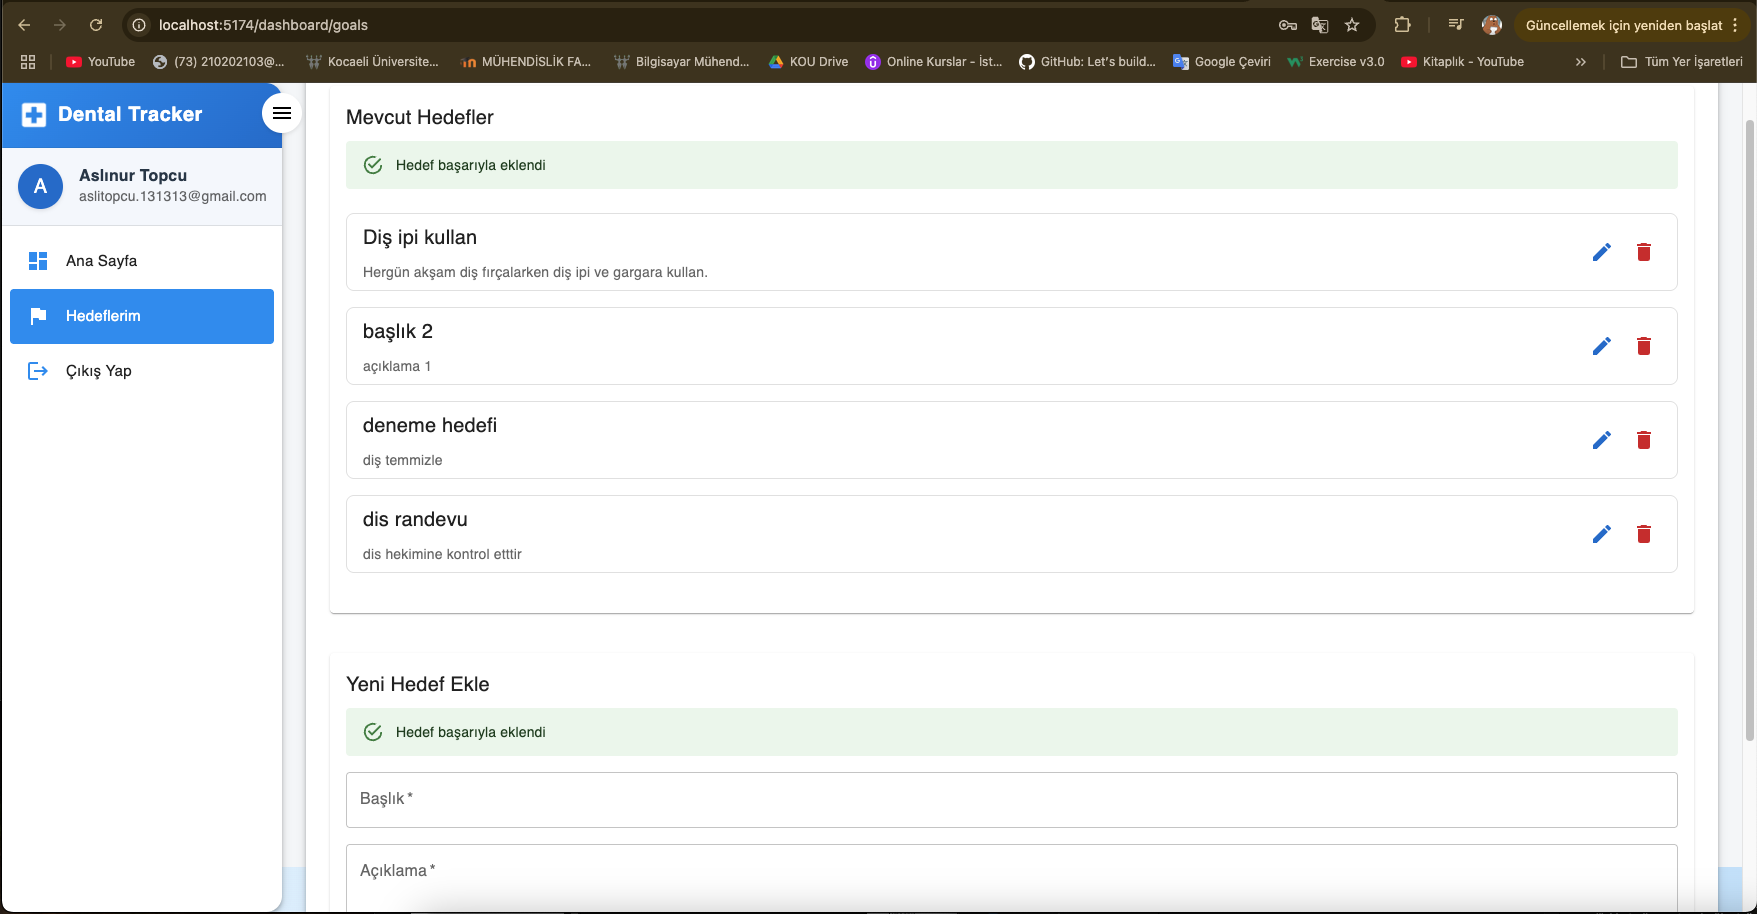 localhost:5174/dashboard/goals
Güncellemek için yeniden başlat
YouTube
(73) 210202103@...
Kocaeli Üniversite...
MÜHENDİSLİK FA...
Bilgisayar Mühend...
KOU Drive
Online Kurslar - İst...
GitHub: Let's build...
Google Çeviri
Exercise v3.0
Kitaplık - YouTube
Tüm Yer İşaretleri
Dental Tracker
A
Aslınur Topcu
aslitopcu.131313@gmail.com
Ana Sayfa
Hedeflerim
Çıkış Yap
Mevcut Hedefler
Hedef başarıyla eklendi
Diş ipi kullan
Hergün akşam diş fırçalarken diş ipi ve gargara kullan.
başlık 2
açıklama 1
deneme hedefi
diş temmizle
dis randevu
dis hekimine kontrol etttir
Yeni Hedef Ekle
Hedef başarıyla eklendi
Başlık *
Açıklama *